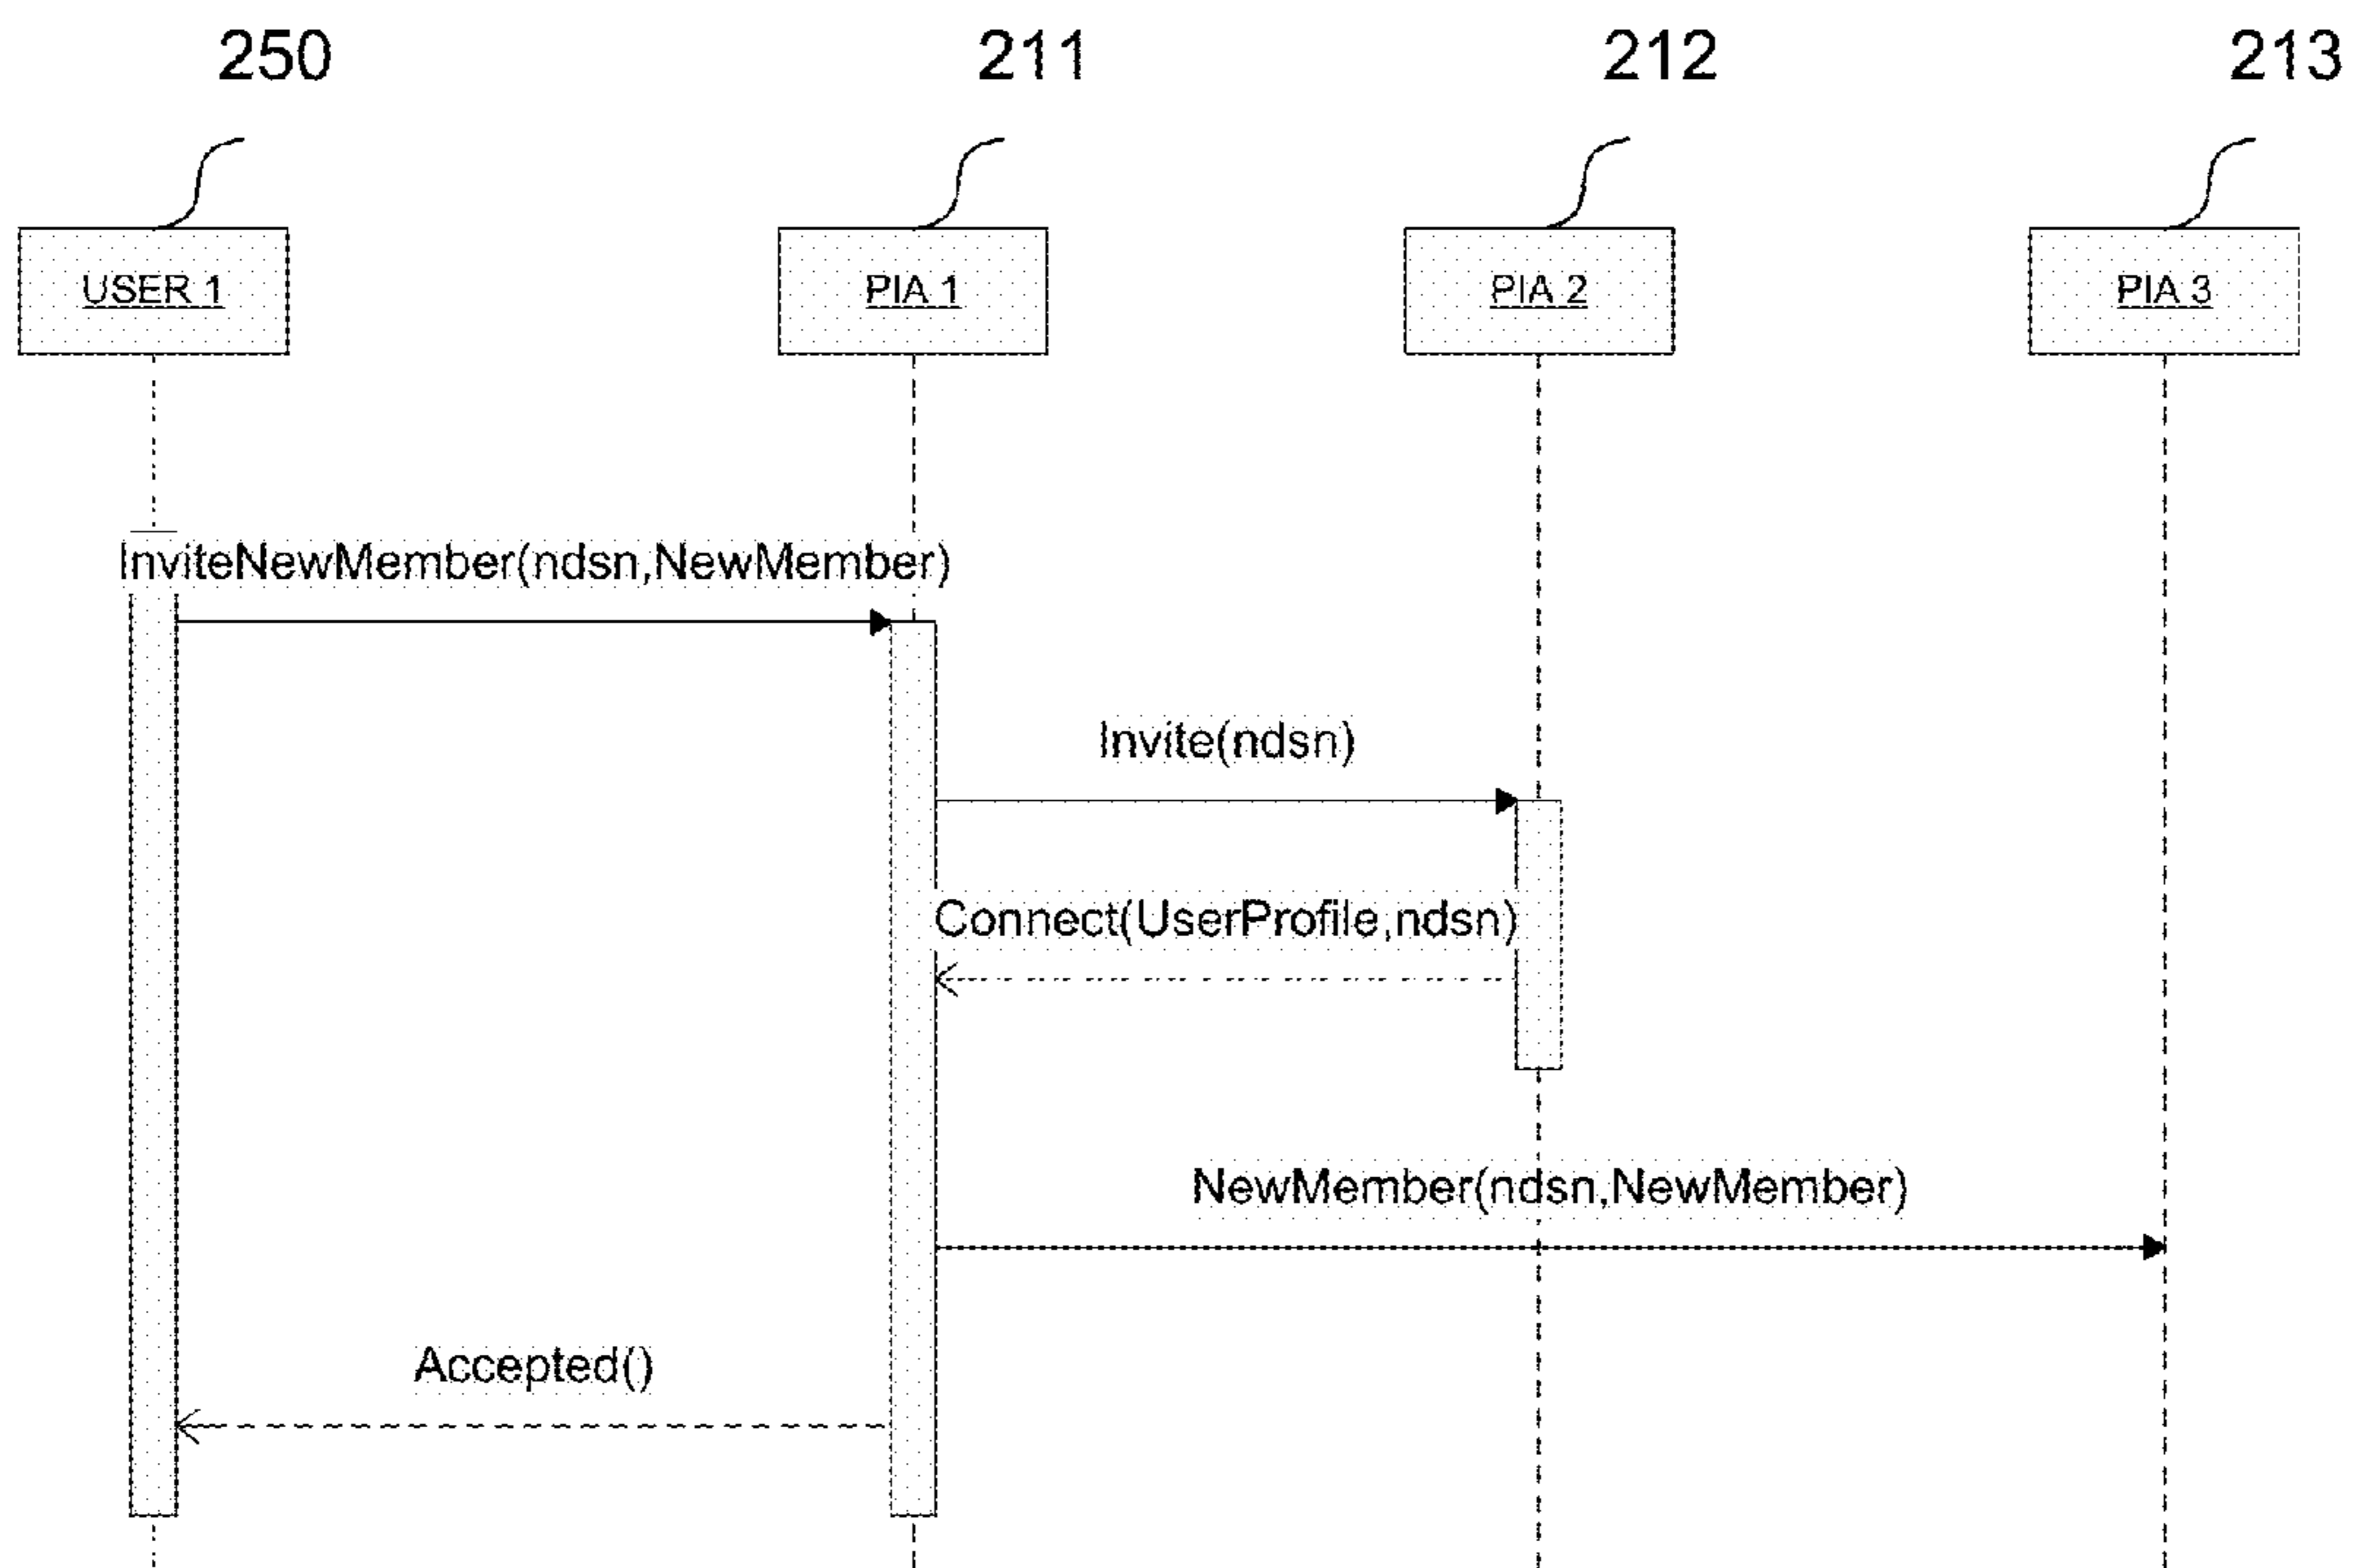 250 211 212 213
USER 1 PIA 1 PIA 2 PIA 3
InviteNewMember(ndsn,NewMember)
Invite(ndsn)
Connect(UserProfile,ndsn)
NewMember(ndsn,NewMember)
Accepted()